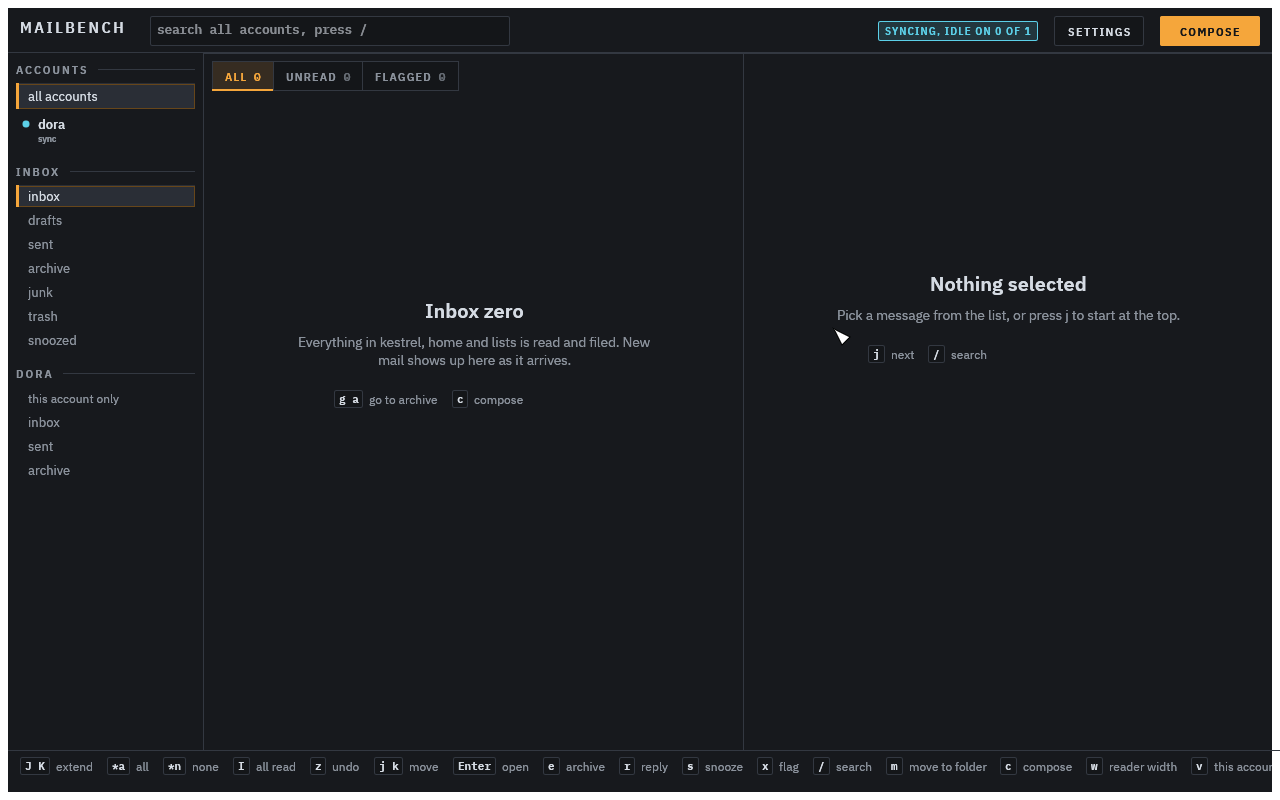 MAILBENCH
search all accounts, press /
SYNCING, IDLE ON 0 OF 1
SETTINGS
COMPOSE
ACCOUNTS
all accounts
dora
sync
INBOX
inbox
drafts
sent
archive
junk
trash
snoozed
DORA
this account only
inbox
sent
archive
ALL 0 UNREAD 0 FLAGGED 0
Inbox zero
Everything in kestrel, home and lists is read and filed. New
mail shows up here as it arrives.
g a go to archive c compose
Nothing selected
Pick a message from the list, or press j to start at the top.
j next / search
J K extend *a all *n none I all read z undo j k move Enter open e archive r reply s snooze x flag / search m move to folder c compose w reader width v this accoun